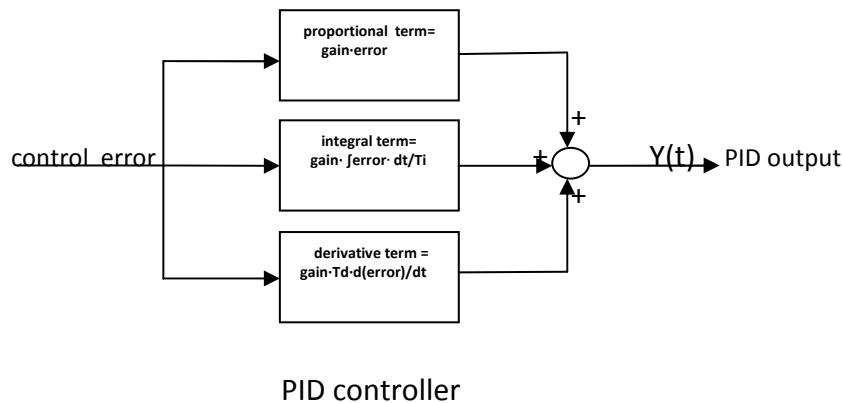 proportional term=
gain·error
+
integral term=
gain· ∫error· dt/Ti
control error
+
Y(t)
PID output
+
derivative term =
gain·Td·d(error)/dt
PID controller